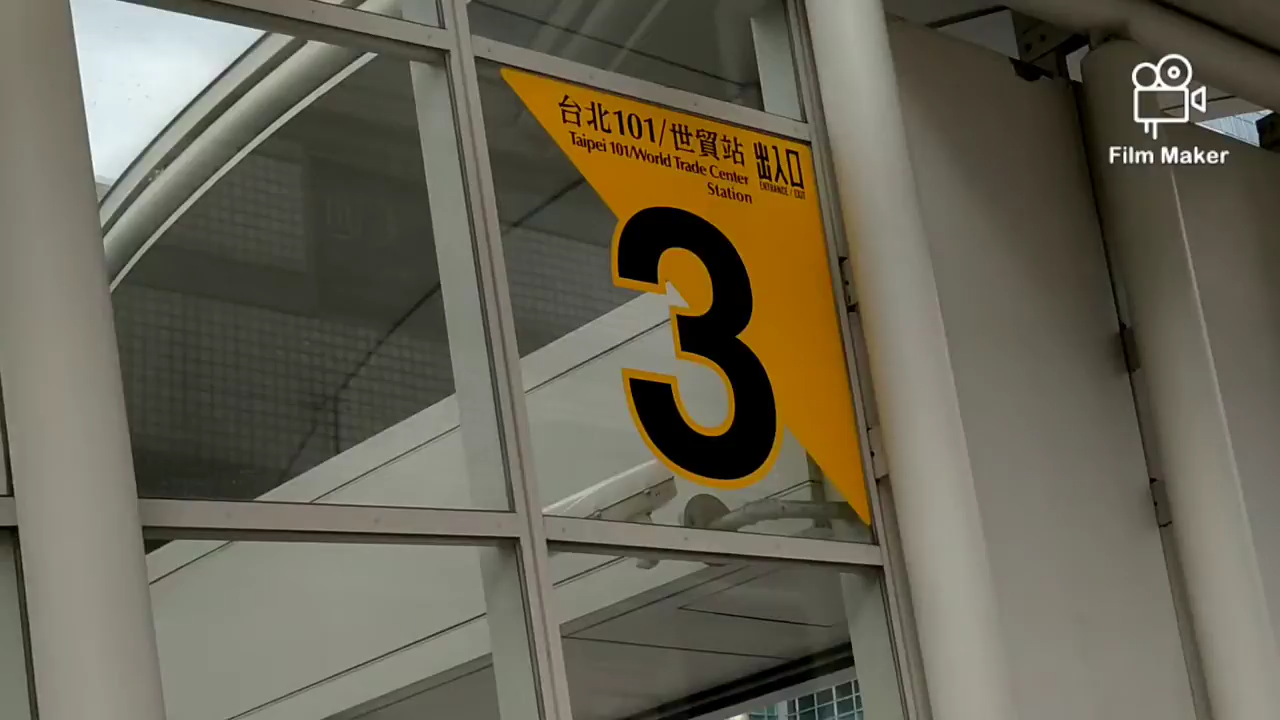 台北101/世貿站
Taipei 101/World Trade Center
Station
出入口
ENTRANCE / EXIT
3
Film Maker